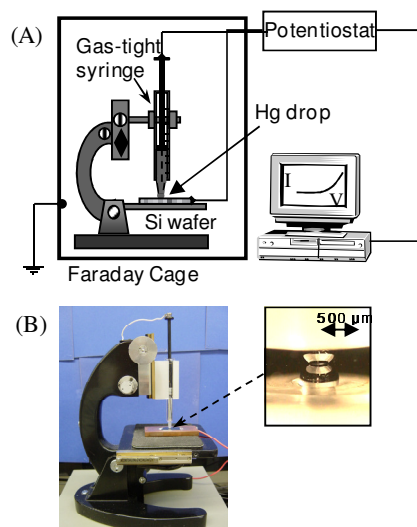 (A)
Potentiostat
Gas-tight
syringe
Hg drop
I
V
Si wafer
Faraday Cage
(B)
500 µm